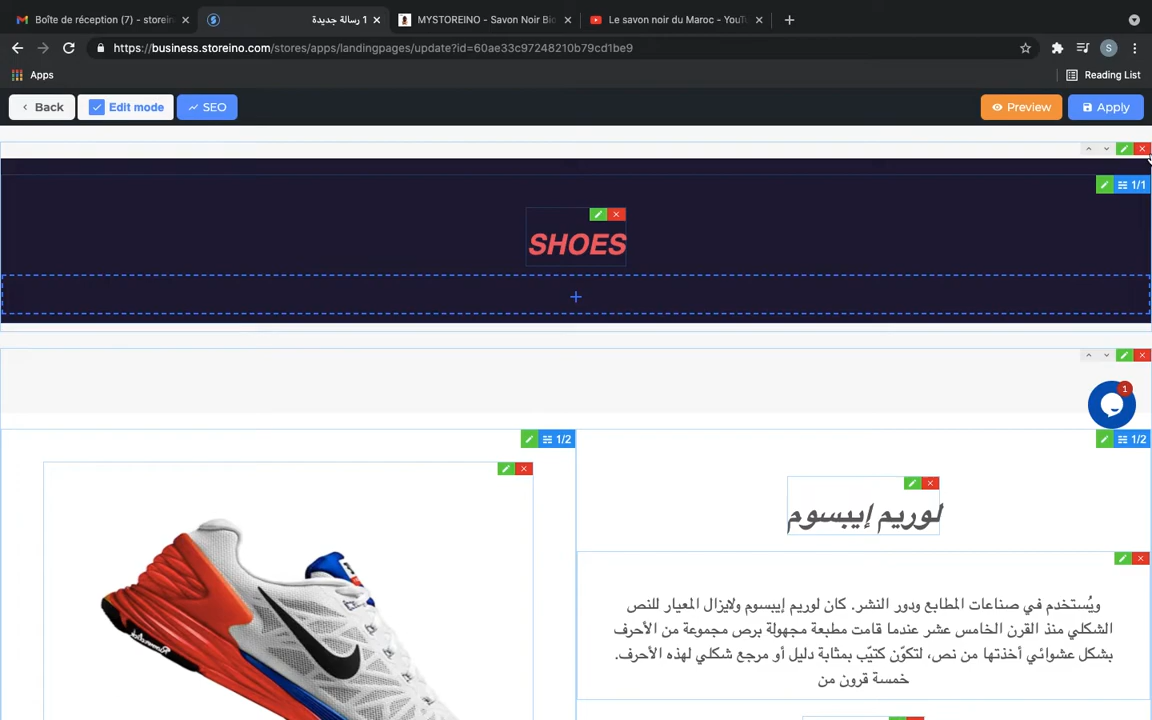 Boîte de réception (7) - storein
1 رسالة جديدة
MYSTOREINO - Savon Noir Bio
Le savon noir du Maroc - YouTu
https://business.storeino.com/stores/apps/landingpages/update?id=60ae33c97248210b79cd1be9
S
Apps
Reading List
Back
Edit mode
SEO
Preview
Apply
1/1
SHOES
1
1/2
1/2
لوريم إيبسوم
ويُستخدم في صناعات المطابع ودور النشر. كان لوريم إيبسوم ولايزال المعيار للنص
الشكلي منذ القرن الخامس عشر عندما قامت مطبعة مجهولة برص مجموعة من الأحرف
بشكل عشوائي أخذتها من نص، لتكوّن كتيّب بمثابة دليل أو مرجع شكلي لهذه الأحرف.
خمسة قرون من